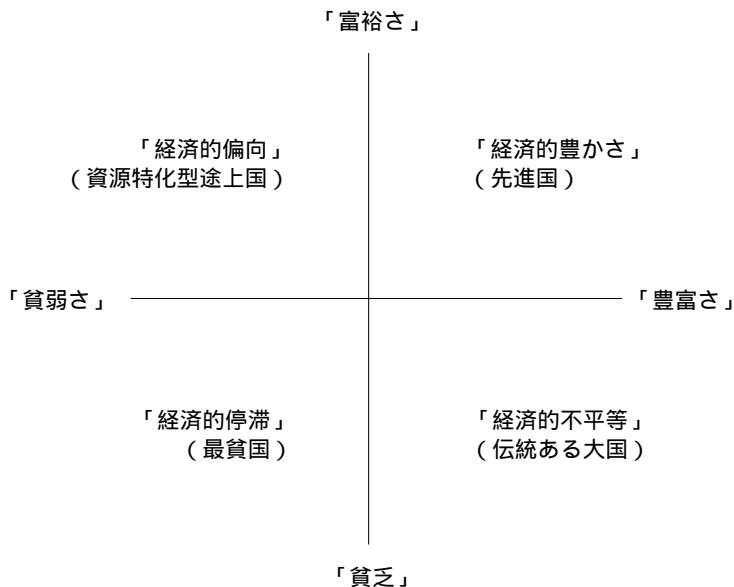 「富裕さ」
「経済的偏向」
(資源特化型途上国)
「経済的豊かさ」
(先進国)
「貧弱さ」
「豊富さ」
「経済的停滞」
(最貧国)
「経済的不平等」
(伝統ある大国)
「貧乏」